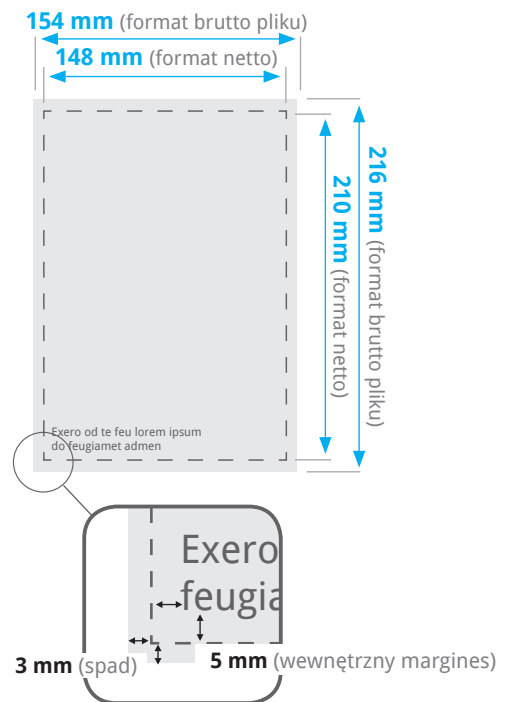 154 mm (format brutto pliku)
148 mm (format netto)
216 mm (format brutto pliku)
210 mm (format netto)
Exero od te feu lorem ipsum
do feugiamet admen
Exero
feugia
3 mm (spad)
5 mm (wewnętrzny margines)